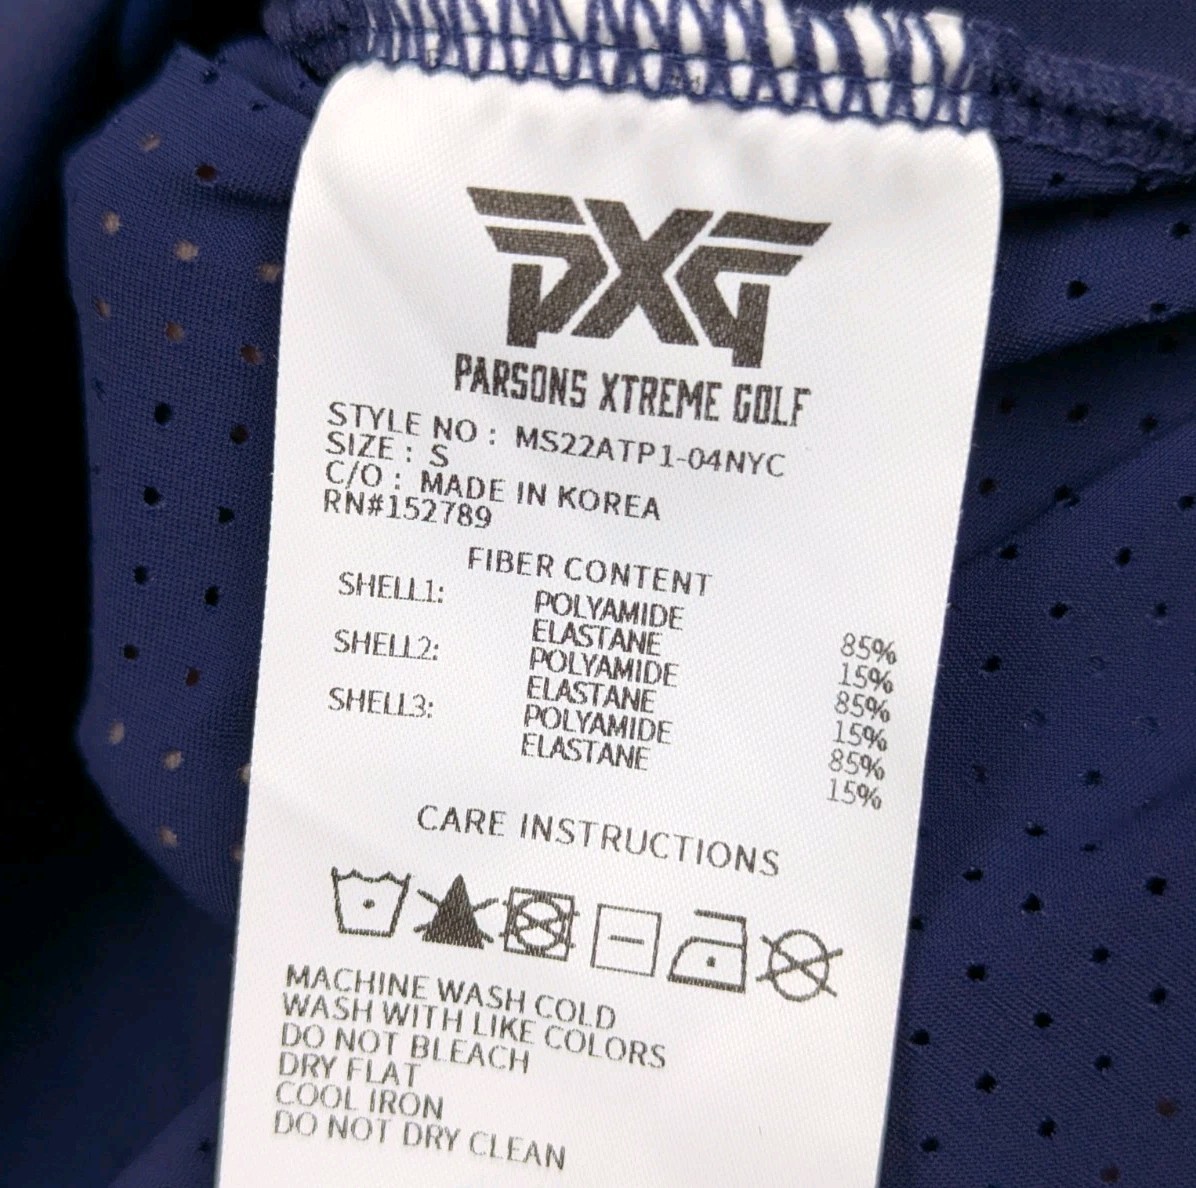 PXG
PARSONS XTREME GOLF
STYLE NO : MS22ATP1-04NYC
SIZE : S
C/O : MADE IN KOREA
RN#152789
FIBER CONTENT
SHELL1: POLYAMIDE 85%
ELASTANE 15%
SHELL2: POLYAMIDE 85%
ELASTANE 15%
SHELL3: POLYAMIDE 85%
ELASTANE 15%
CARE INSTRUCTIONS
MACHINE WASH COLD
WASH WITH LIKE COLORS
DO NOT BLEACH
DRY FLAT
COOL IRON
DO NOT DRY CLEAN